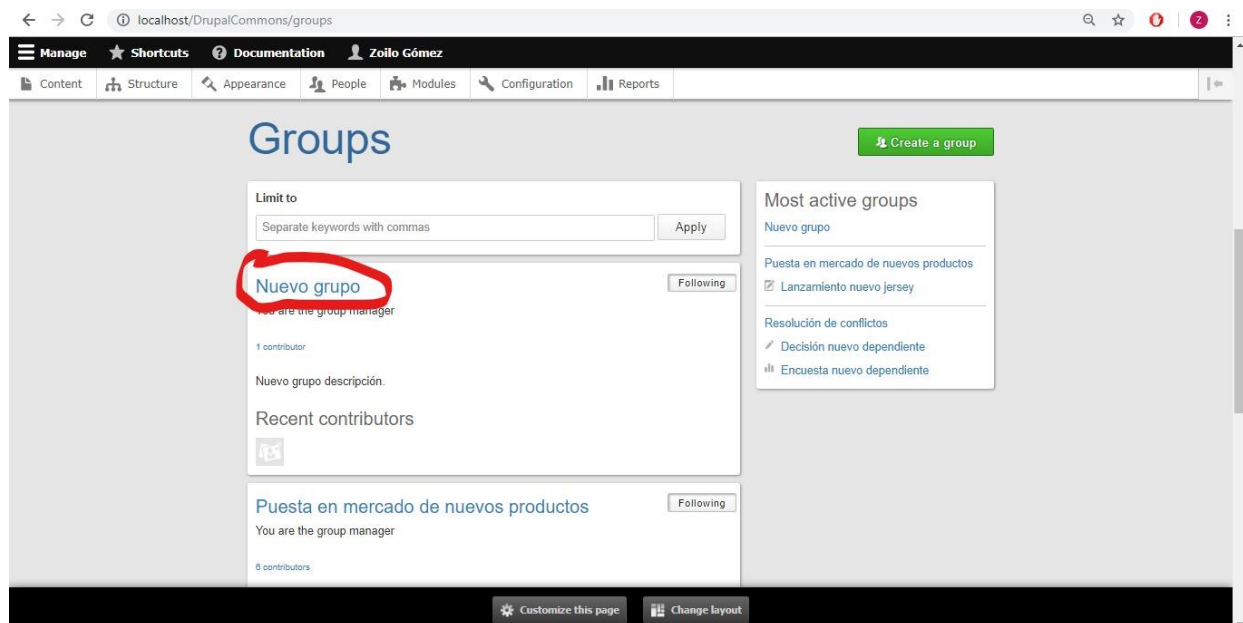 localhost/DrupalCommons/groups
Z
Manage Shortcuts Documentation Zoilo Gómez
Content Structure Appearance People Modules Configuration Reports
Groups
Create a group
Limit to
Separate keywords with commas
Apply
Nuevo grupo
Following
You are the group manager
1 contributor
Nuevo grupo descripción.
Recent contributors
Puesta en mercado de nuevos productos
Following
You are the group manager
6 contributors
Most active groups
Nuevo grupo
Puesta en mercado de nuevos productos
Lanzamiento nuevo jersey
Resolución de conflictos
Decisión nuevo dependiente
Encuesta nuevo dependiente
Customize this page Change layout